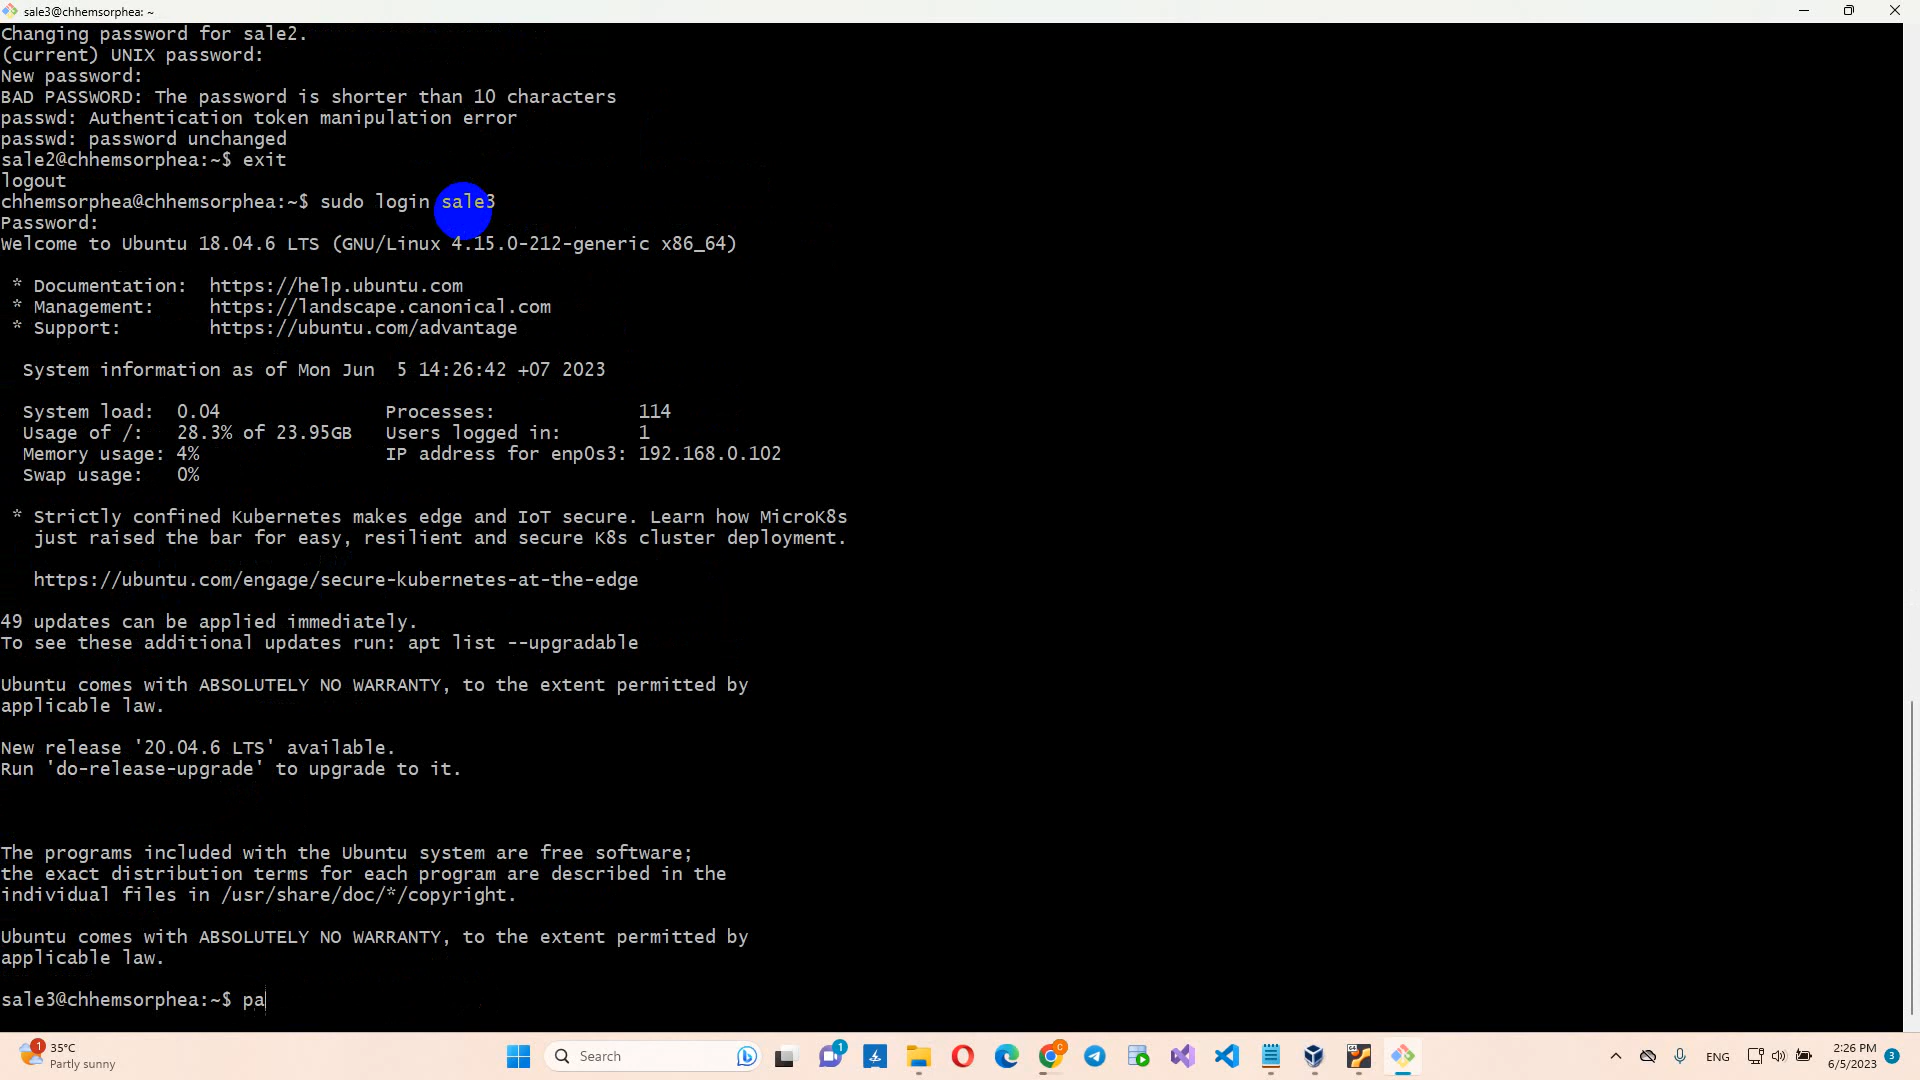 sale3@chhemsorphea: ~
Changing password for sale2.
(current) UNIX password:
New password:
BAD PASSWORD: The password is shorter than 10 characters
passwd: Authentication token manipulation error
passwd: password unchanged
sale2@chhemsorphea:~$ exit
logout
chhemsorphea@chhemsorphea:~$ sudo login sale3
Password:
Welcome to Ubuntu 18.04.6 LTS (GNU/Linux 4.15.0-212-generic x86_64)
* Documentation:  https://help.ubuntu.com
* Management:     https://landscape.canonical.com
* Support:        https://ubuntu.com/advantage
System information as of Mon Jun  5 14:26:42 +07 2023
System load:  0.04               Processes:             114
Usage of /:   28.3% of 23.95GB   Users logged in:       1
Memory usage: 4%                 IP address for enp0s3: 192.168.0.102
Swap usage:   0%
* Strictly confined Kubernetes makes edge and IoT secure. Learn how MicroK8s
just raised the bar for easy, resilient and secure K8s cluster deployment.
https://ubuntu.com/engage/secure-kubernetes-at-the-edge
49 updates can be applied immediately.
To see these additional updates run: apt list --upgradable
Ubuntu comes with ABSOLUTELY NO WARRANTY, to the extent permitted by
applicable law.
New release '20.04.6 LTS' available.
Run 'do-release-upgrade' to upgrade to it.
The programs included with the Ubuntu system are free software;
the exact distribution terms for each program are described in the
individual files in /usr/share/doc/*/copyright.
Ubuntu comes with ABSOLUTELY NO WARRANTY, to the extent permitted by
applicable law.
sale3@chhemsorphea:~$ pa
1
35°C
Partly sunny
Search
1
C
64
ENG
2:26 PM
6/5/2023
3